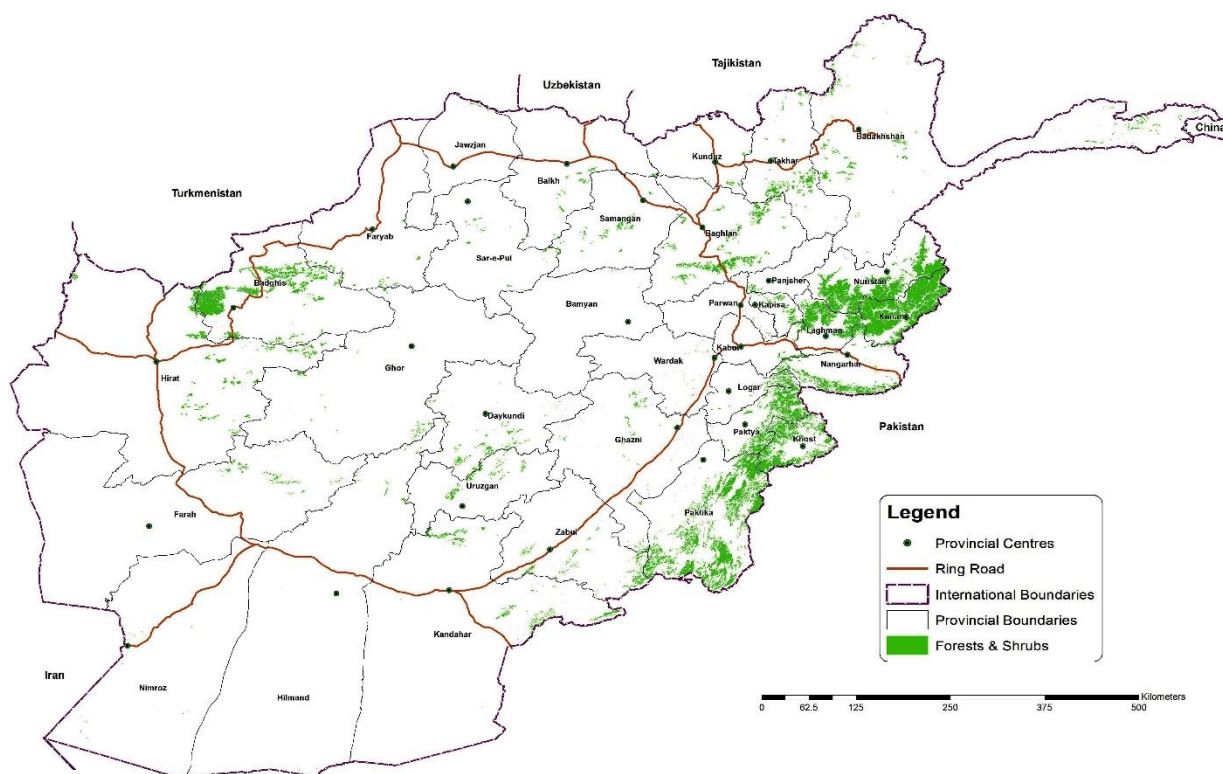 Tajikistan
Uzbekistan
China
Badakhshan
Jawzjan
Kunduz
Takhar
Balkh
Turkmenistan
Samangan
Faryab
Baghlan
Sar-e-Pul
Badghis
Panjsher
Nuristan
Bamyan
Parwan
Kapisa
Kunar
Laghman
Kabul
Wardak
Nangarhar
Hirat
Ghor
Logar
Daykundi
Pakistan
Ghazni
Paktya
Khost
Uruzgan
Farah
Paktika
Zabul
Legend
Provincial Centres
Ring Road
International Boundaries
Provincial Boundaries
Forests & Shrubs
Kandahar
Iran
Nimroz
Hilmand
Kilometers
0 62.5 125 250 375 500